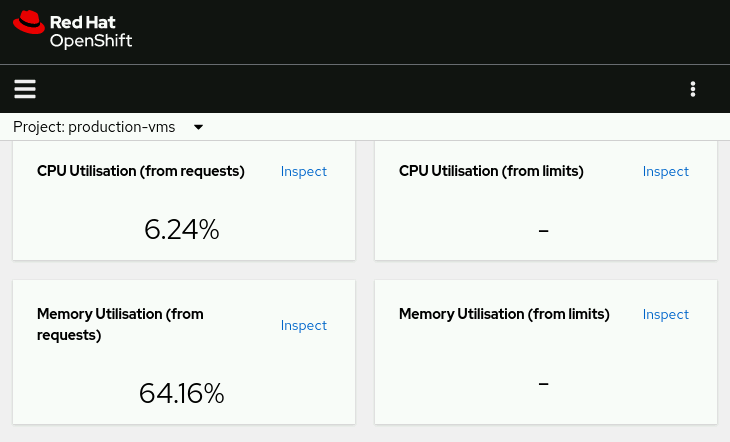 Red Hat
OpenShift
Project: production-vms
CPU Utilisation (from requests) Inspect
6.24%
CPU Utilisation (from limits) Inspect
-
Memory Utilisation (from
requests)
Inspect
64.16%
Memory Utilisation (from limits) Inspect
-